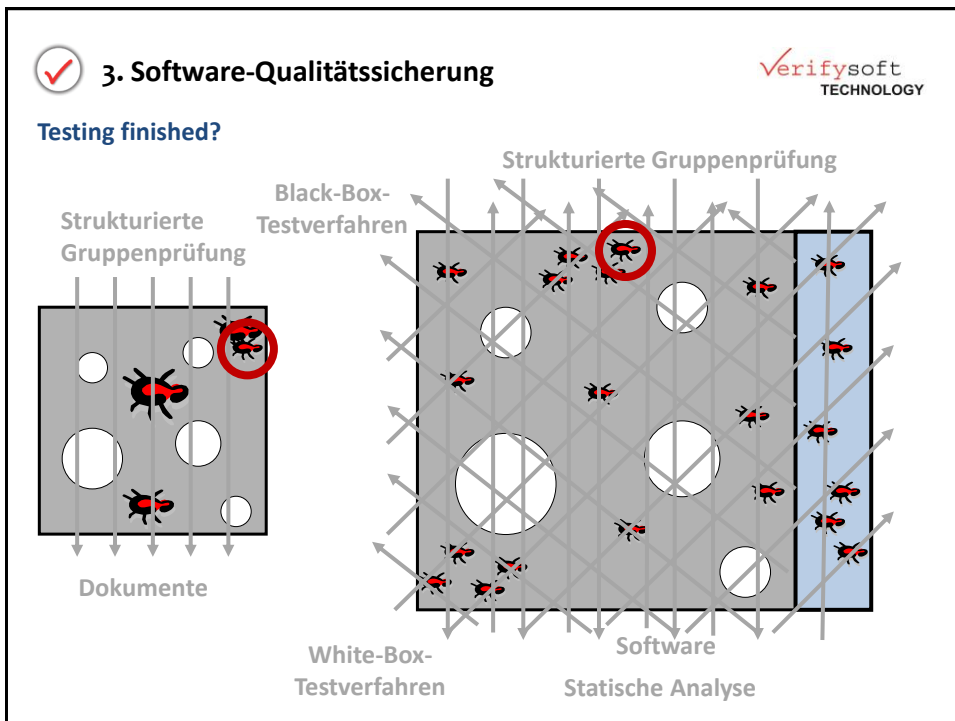 3. Software-Qualitätssicherung
Verifysoft
TECHNOLOGY
Testing finished?
Strukturierte Gruppenprüfung
Black-Box-
Testverfahren
Strukturierte
Gruppenprüfung
Dokumente
White-Box-
Testverfahren
Software
Statische Analyse